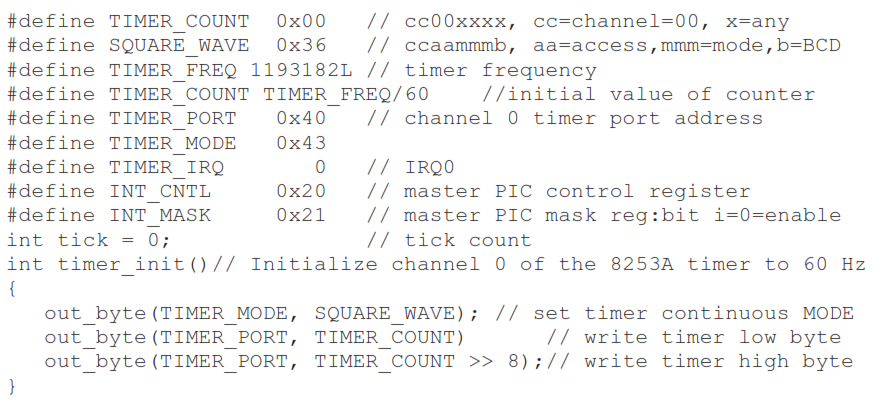 #define TIMER_COUNT  0x00   // cc00xxxx, cc=channel=00, x=any
#define SQUARE_WAVE  0x36   // ccaammmb, aa=access,mmm=mode,b=BCD
#define TIMER_FREQ 1193182L // timer frequency
#define TIMER_COUNT TIMER_FREQ/60    //initial value of counter
#define TIMER_PORT   0x40   // channel 0 timer port address
#define TIMER_MODE   0x43
#define TIMER_IRQ       0   // IRQ0
#define INT_CNTL     0x20   // master PIC control register
#define INT_MASK     0x21   // master PIC mask reg:bit i=0=enable
int tick = 0;               // tick count
int timer_init()// Initialize channel 0 of the 8253A timer to 60 Hz
{
   out_byte(TIMER_MODE, SQUARE_WAVE); // set timer continuous MODE
   out_byte(TIMER_PORT, TIMER_COUNT)      // write timer low byte
   out_byte(TIMER_PORT, TIMER_COUNT >> 8);// write timer high byte
}